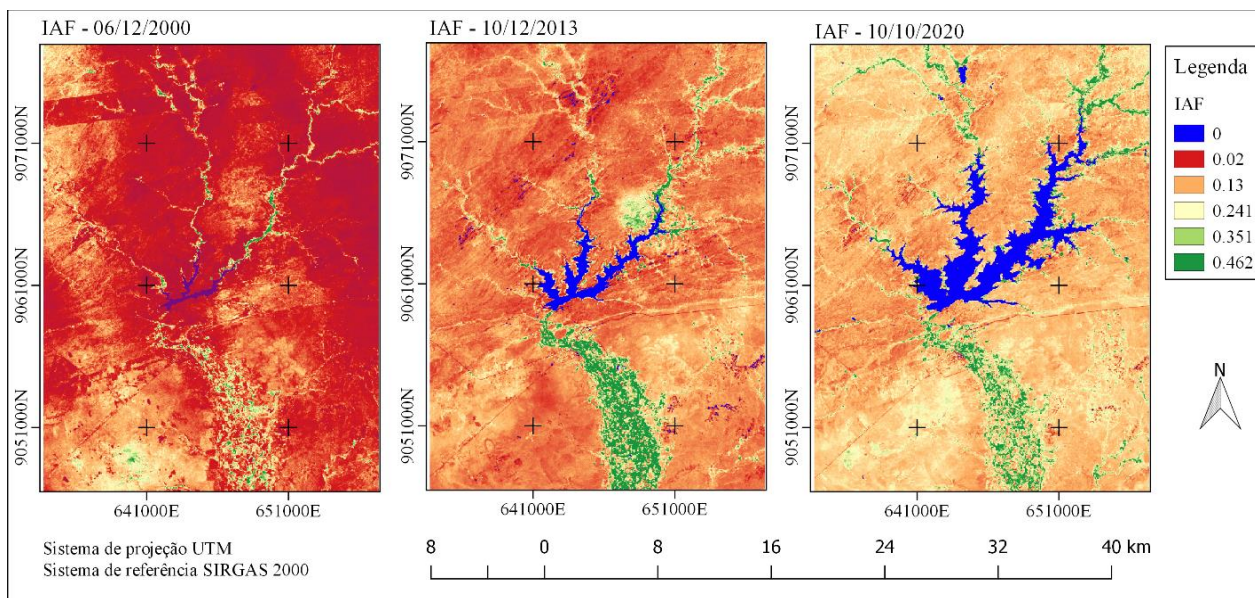 IAF - 06/12/2000
IAF - 10/12/2013
IAF - 10/10/2020
9071000N
9061000N
9051000N
641000E
651000E
9071000N
9061000N
9051000N
641000E
651000E
9071000N
9061000N
9051000N
641000E
651000E
Legenda
IAF
0
0.02
0.13
0.241
0.351
0.462
N
Sistema de projeção UTM
Sistema de referência SIRGAS 2000
8 0 8 16 24 32 40 km